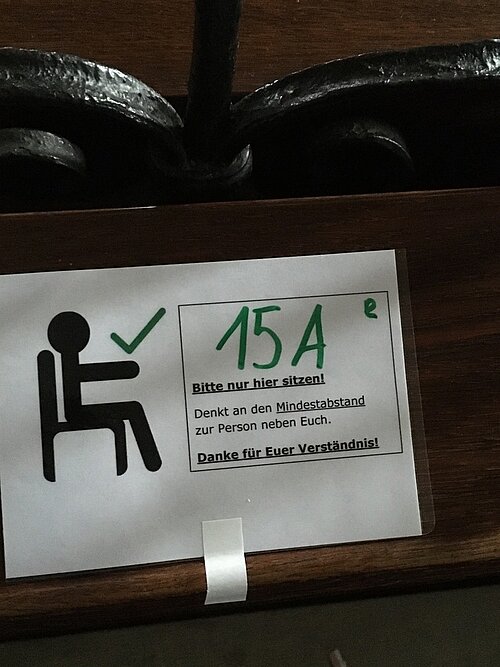 15A e
Bitte nur hier sitzen!
Denkt an den Mindestabstand
zur Person neben Euch.
Danke für Euer Verständnis!